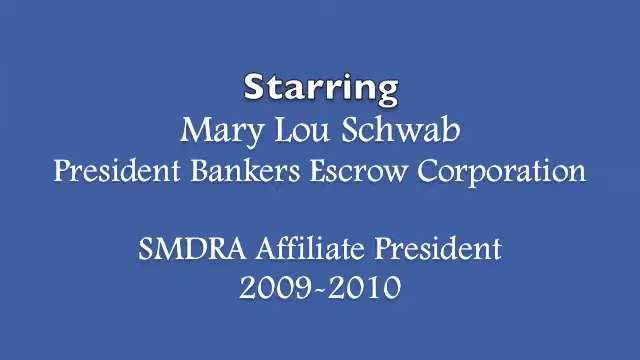 Starring
Mary Lou Schwab
President Bankers Escrow Corporation
SMDRA Affiliate President
2009-2010